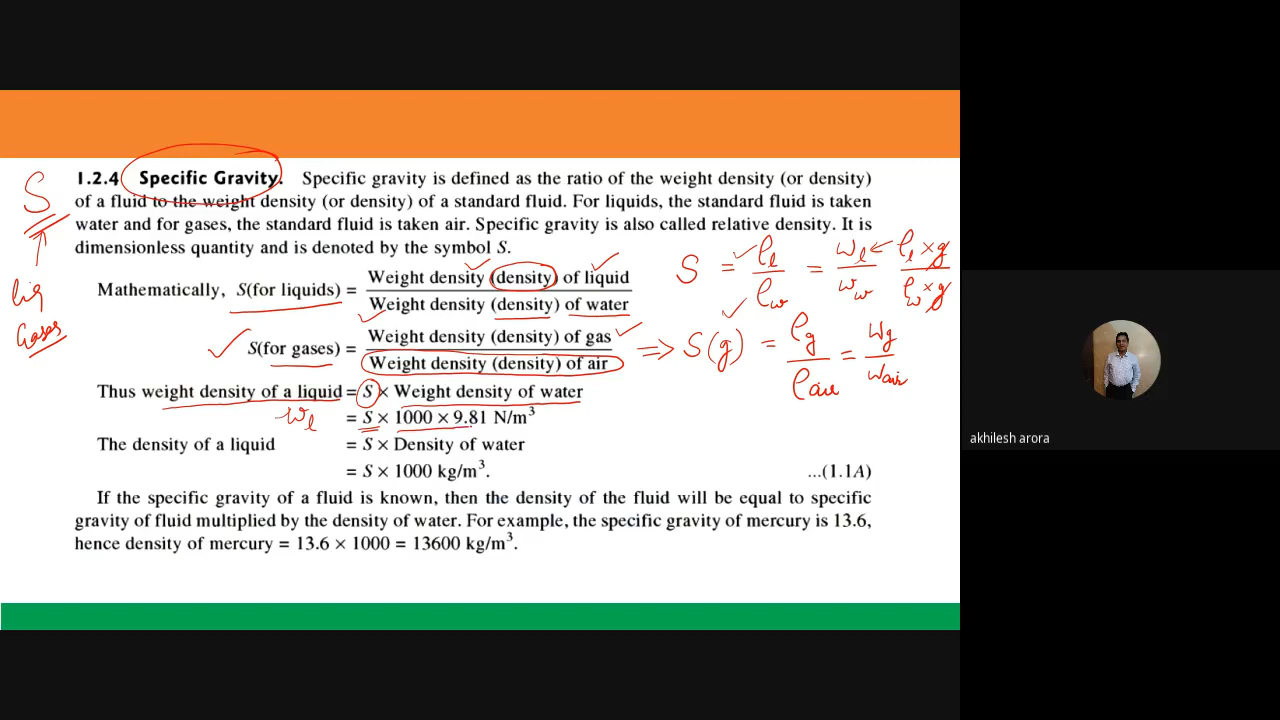 1.2.4 Specific Gravity. Specific gravity is defined as the ratio of the weight density (or density)
of a fluid to the weight density (or density) of a standard fluid. For liquids, the standard fluid is taken
water and for gases, the standard fluid is taken air. Specific gravity is also called relative density. It is
dimensionless quantity and is denoted by the symbol S.
S
Liq
Gases
Mathematically, S(for liquids) = Weight density (density) of liquid
Weight density (density) of water
S = ρl / ρw = wl / ww ← ρl × g / ρw × g
S(for gases) = Weight density (density) of gas
Weight density (density) of air
⇒ S(g) = ρg / ρair = wg / wair
Thus weight density of a liquid = S × Weight density of water
wl
= S × 1000 × 9.81 N/m³
The density of a liquid = S × Density of water
= S × 1000 kg/m³. ...(1.1A)
If the specific gravity of a fluid is known, then the density of the fluid will be equal to specific
gravity of fluid multiplied by the density of water. For example, the specific gravity of mercury is 13.6,
hence density of mercury = 13.6 × 1000 = 13600 kg/m³.
akhilesh arora